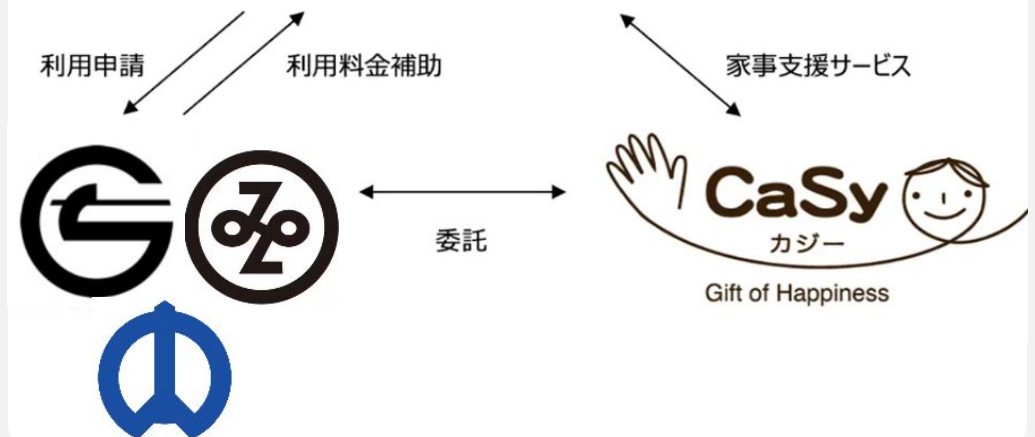 利用申請
利用料金補助
家事支援サービス
委託
CaSy
カジー
Gift of Happiness